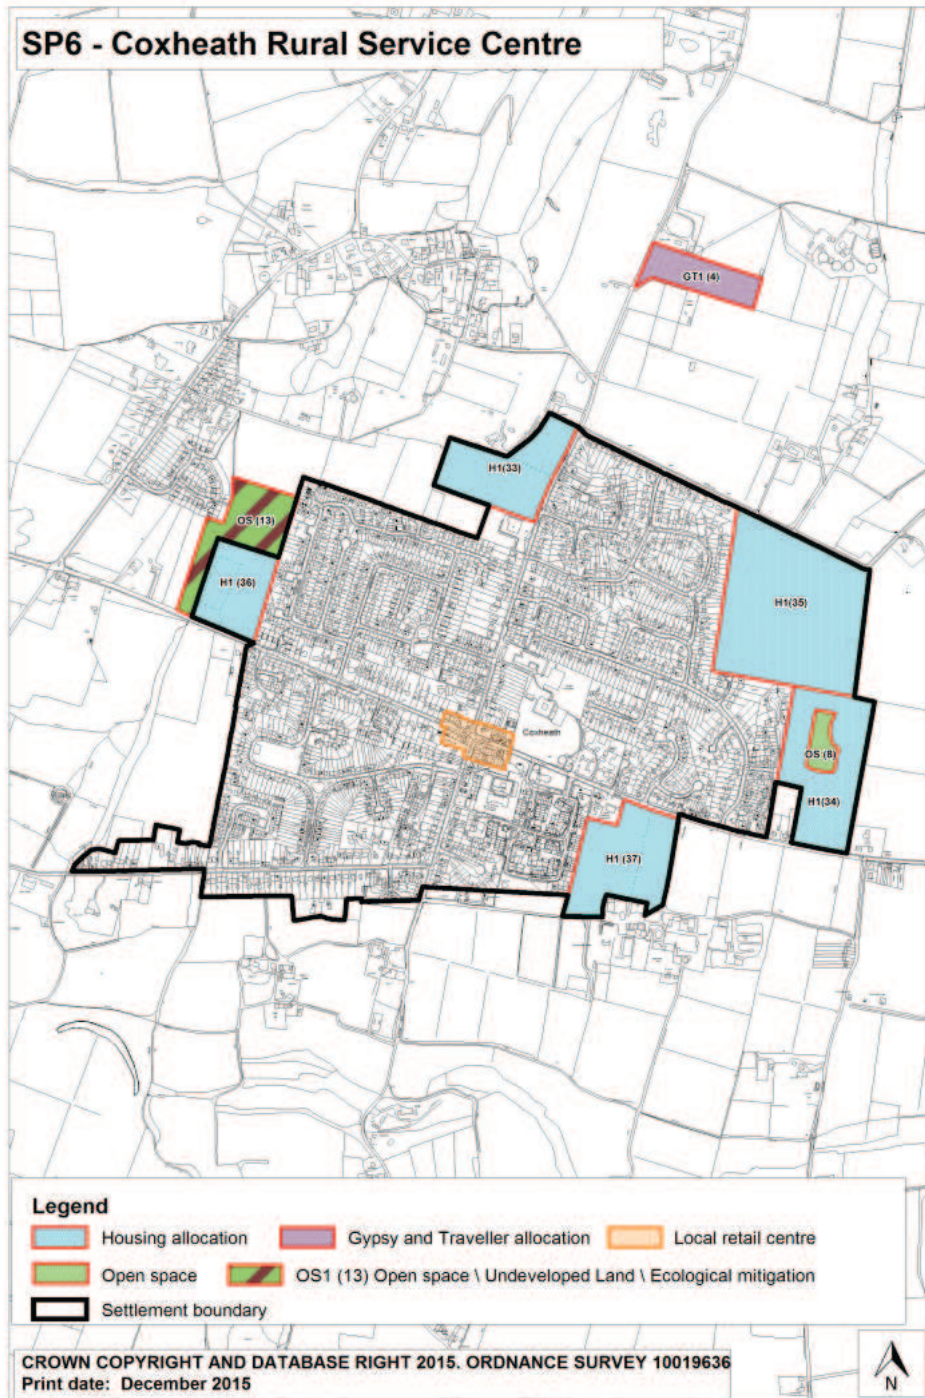 SP6 - Coxheath Rural Service Centre
GT1 (4)
H1(33)
OS (13)
H1 (36)
H1(35)
Coxheath
OS (8)
H1(34)
H1 (37)
Legend
Housing allocation
Gypsy and Traveller allocation
Local retail centre
Open space
OS1 (13) Open space \ Undeveloped Land \ Ecological mitigation
Settlement boundary
CROWN COPYRIGHT AND DATABASE RIGHT 2015. ORDNANCE SURVEY 10019636
Print date: December 2015
N